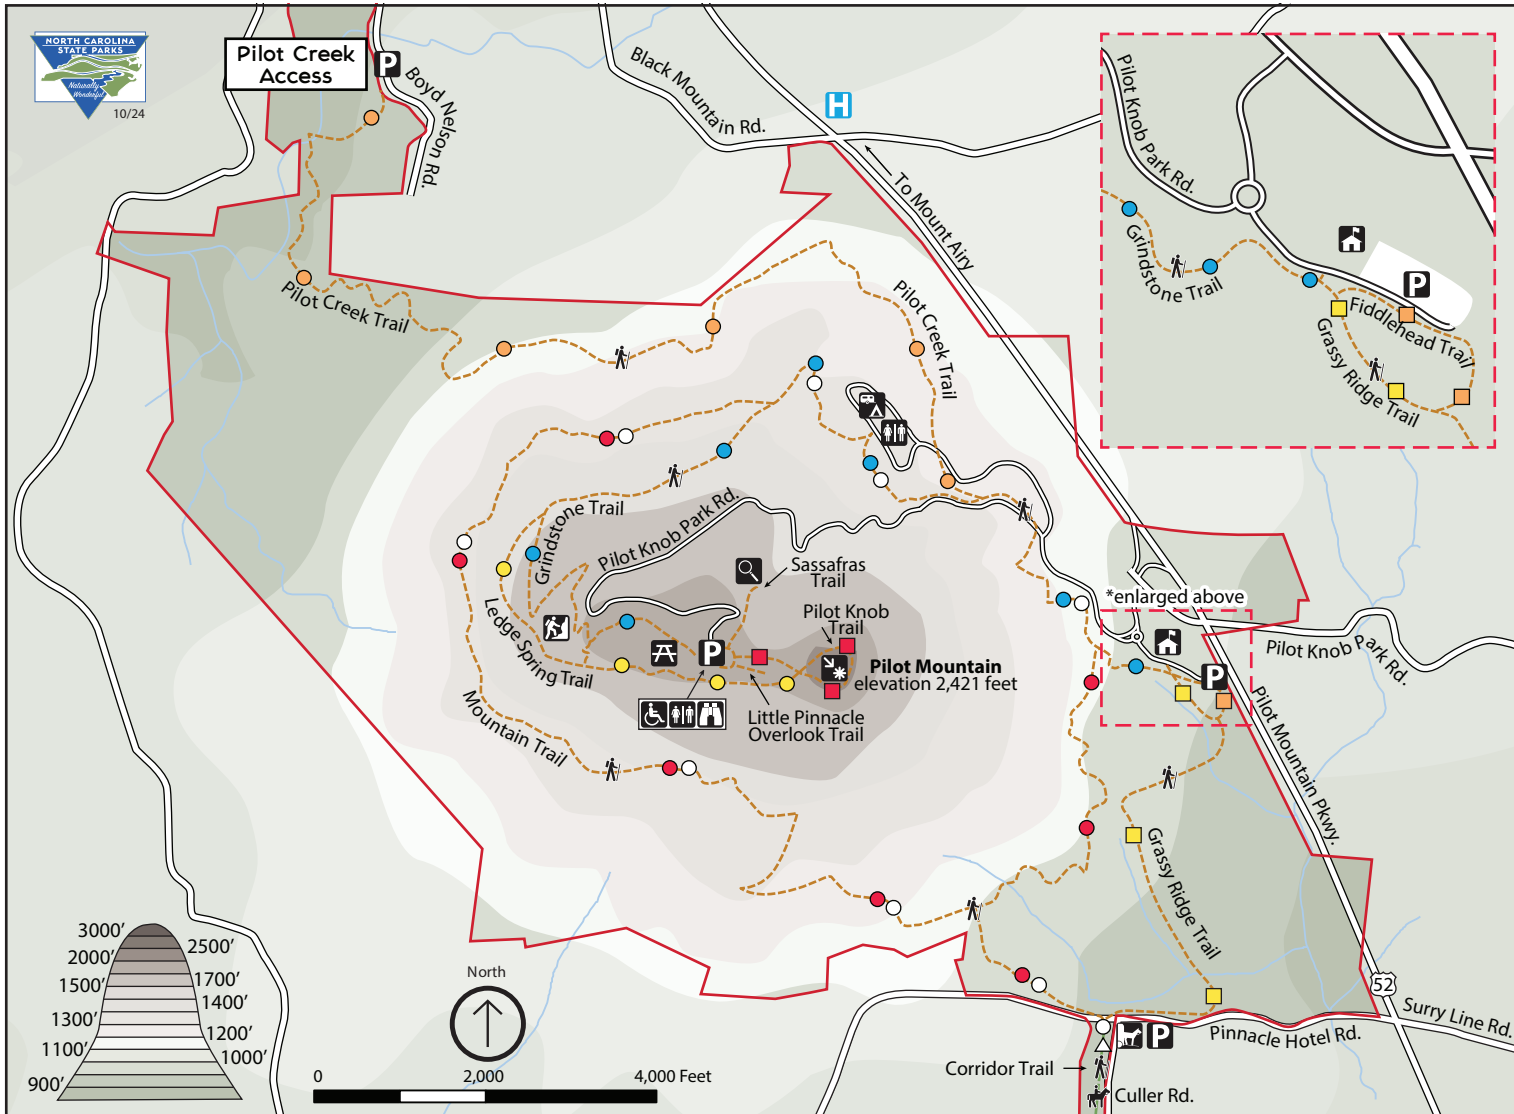 NORTH CAROLINA
STATE PARKS
Naturally
Wonderful
10/24
Pilot Creek
Access
P
Boyd Nelson Rd.
Black Mountain Rd.
H
To Mount Airy
Pilot Knob Park Rd.
Grindstone Trail
P
Fiddlehead Trail
Grassy Ridge Trail
*enlarged above
Pilot Creek Trail
Pilot Creek Trail
Grindstone Trail
Pilot Knob Park Rd.
Sassafras
Trail
Pilot Knob
Trail
Pilot Mountain
elevation 2,421 feet
P
Ledge Spring Trail
Little Pinnacle
Overlook Trail
Mountain Trail
Pilot Knob Park Rd.
P
Pilot Mountain Pkwy.
Grassy Ridge Trail
52
Surry Line Rd.
Pinnacle Hotel Rd.
P
Corridor Trail
Culler Rd.
3000'
2500'
2000'
1700'
1500'
1400'
1300'
1200'
1100'
1000'
900'
North
0
2,000
4,000 Feet